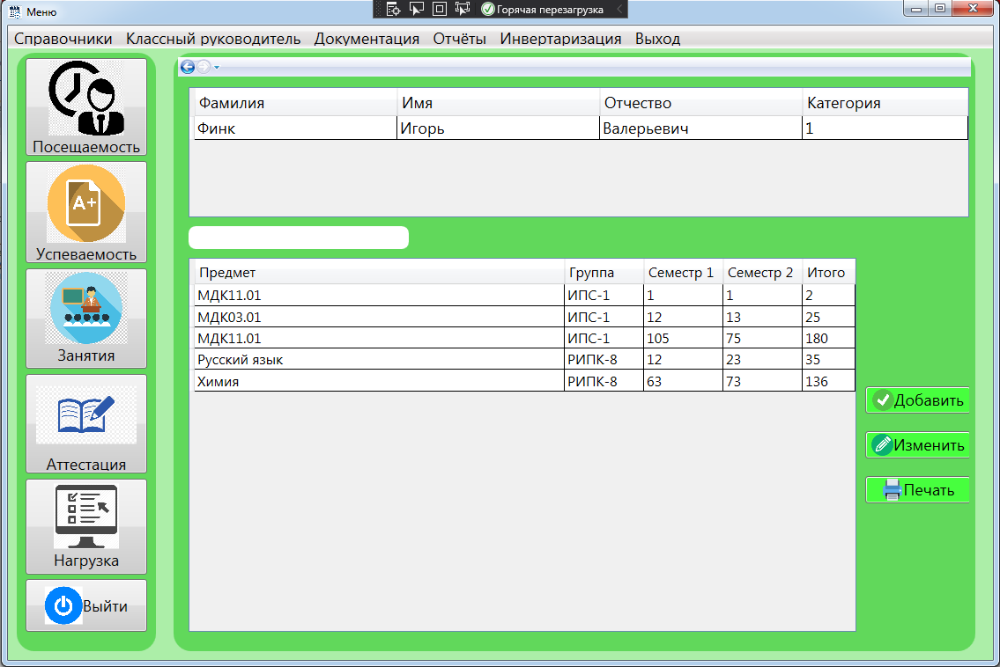 Меню
Горячая перезагрузка
Справочники Классный руководитель Документация Отчёты Инвертаризация Выход
Посещаемость
A+
Успеваемость
Занятия
Аттестация
Нагрузка
Выйти
Фамилия Имя Отчество Категория
Финк Игорь Валерьевич 1
Предмет Группа Семестр 1 Семестр 2 Итого
МДК11.01 ИПС-1 1 1 2
МДК03.01 ИПС-1 12 13 25
МДК11.01 ИПС-1 105 75 180
Русский язык РИПК-8 12 23 35
Химия РИПК-8 63 73 136
Добавить
Изменить
Печать